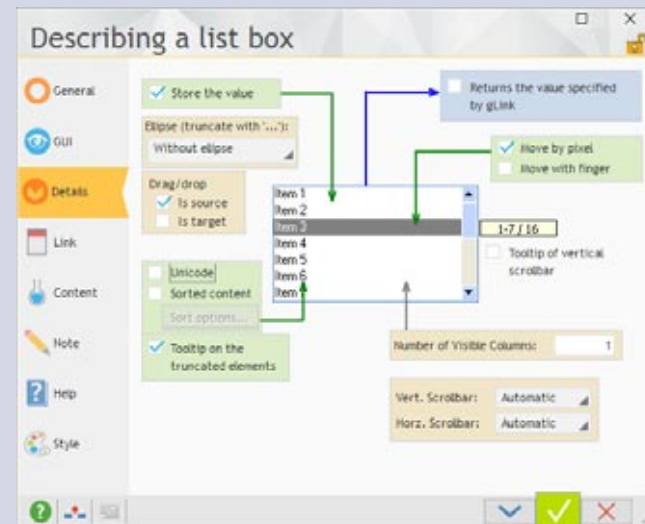 Describing a list box
General
GUI
Details
Link
Content
Note
Help
Style
Store the value
Ellipse (truncate with '...'):
Without ellipse
Drag/drop
Is source
Is target
Unicode
Sorted content
Sort options...
Tooltip on the
truncated elements
Item 1
Item 2
Item 3
Item 4
Item 5
Item 6
Item
Returns the value specified
by gLink
Move by pixel
Move with finger
1-7 / 16
Tooltip of vertical
scrollbar
Number of Visible Columns:
1
Vert. Scrollbar:
Automatic
Horz. Scrollbar:
Automatic